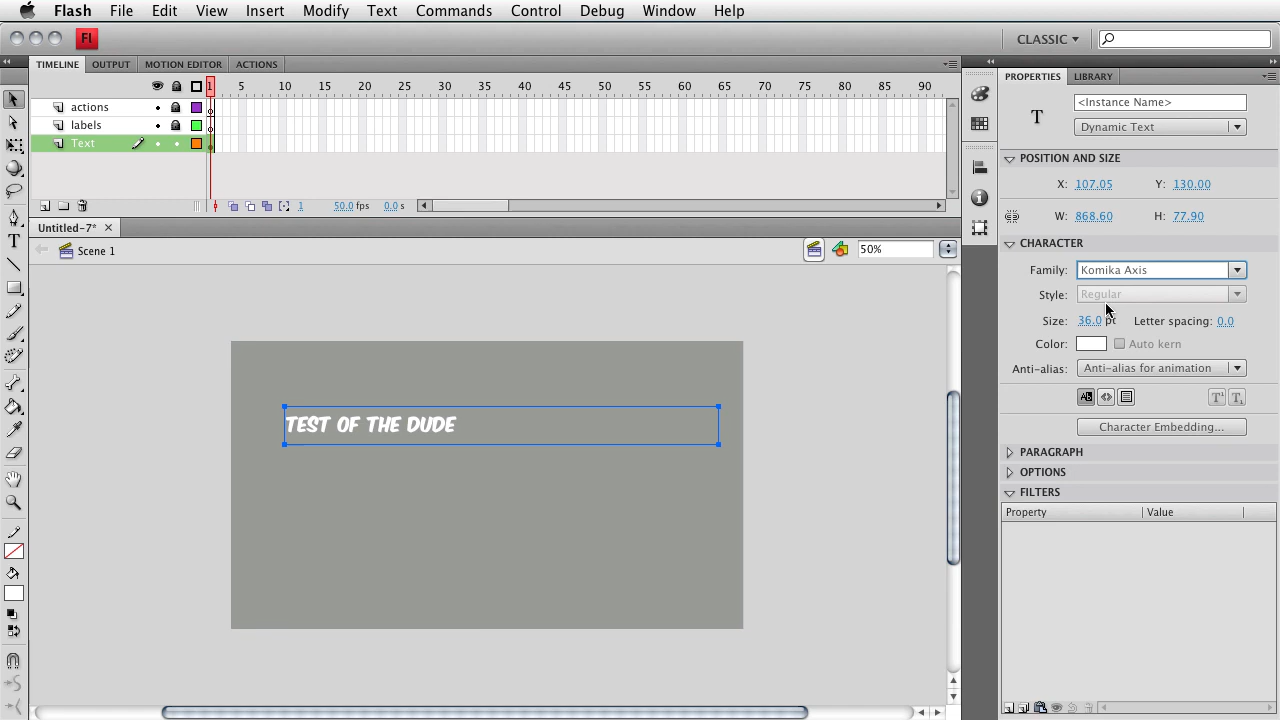 Flash File Edit View Insert Modify Text Commands Control Debug Window Help
Fl CLASSIC
TIMELINE OUTPUT MOTION EDITOR ACTIONS
1 5 10 15 20 25 30 35 40 45 50 55 60 65 70 75 80 85 90
actions
labels
Text
1 50.0 fps 0.0 s
Untitled-7*
Scene 1 50%
TEST OF THE DUDE
PROPERTIES LIBRARY
T <Instance Name>
Dynamic Text
POSITION AND SIZE
X: 107.05 Y: 130.00
W: 868.60 H: 77.90
CHARACTER
Family: Komika Axis
Style: Regular
Size: 36.0 pt Letter spacing: 0.0
Color: Auto kern
Anti-alias: Anti-alias for animation
Character Embedding...
PARAGRAPH
OPTIONS
FILTERS
Property Value